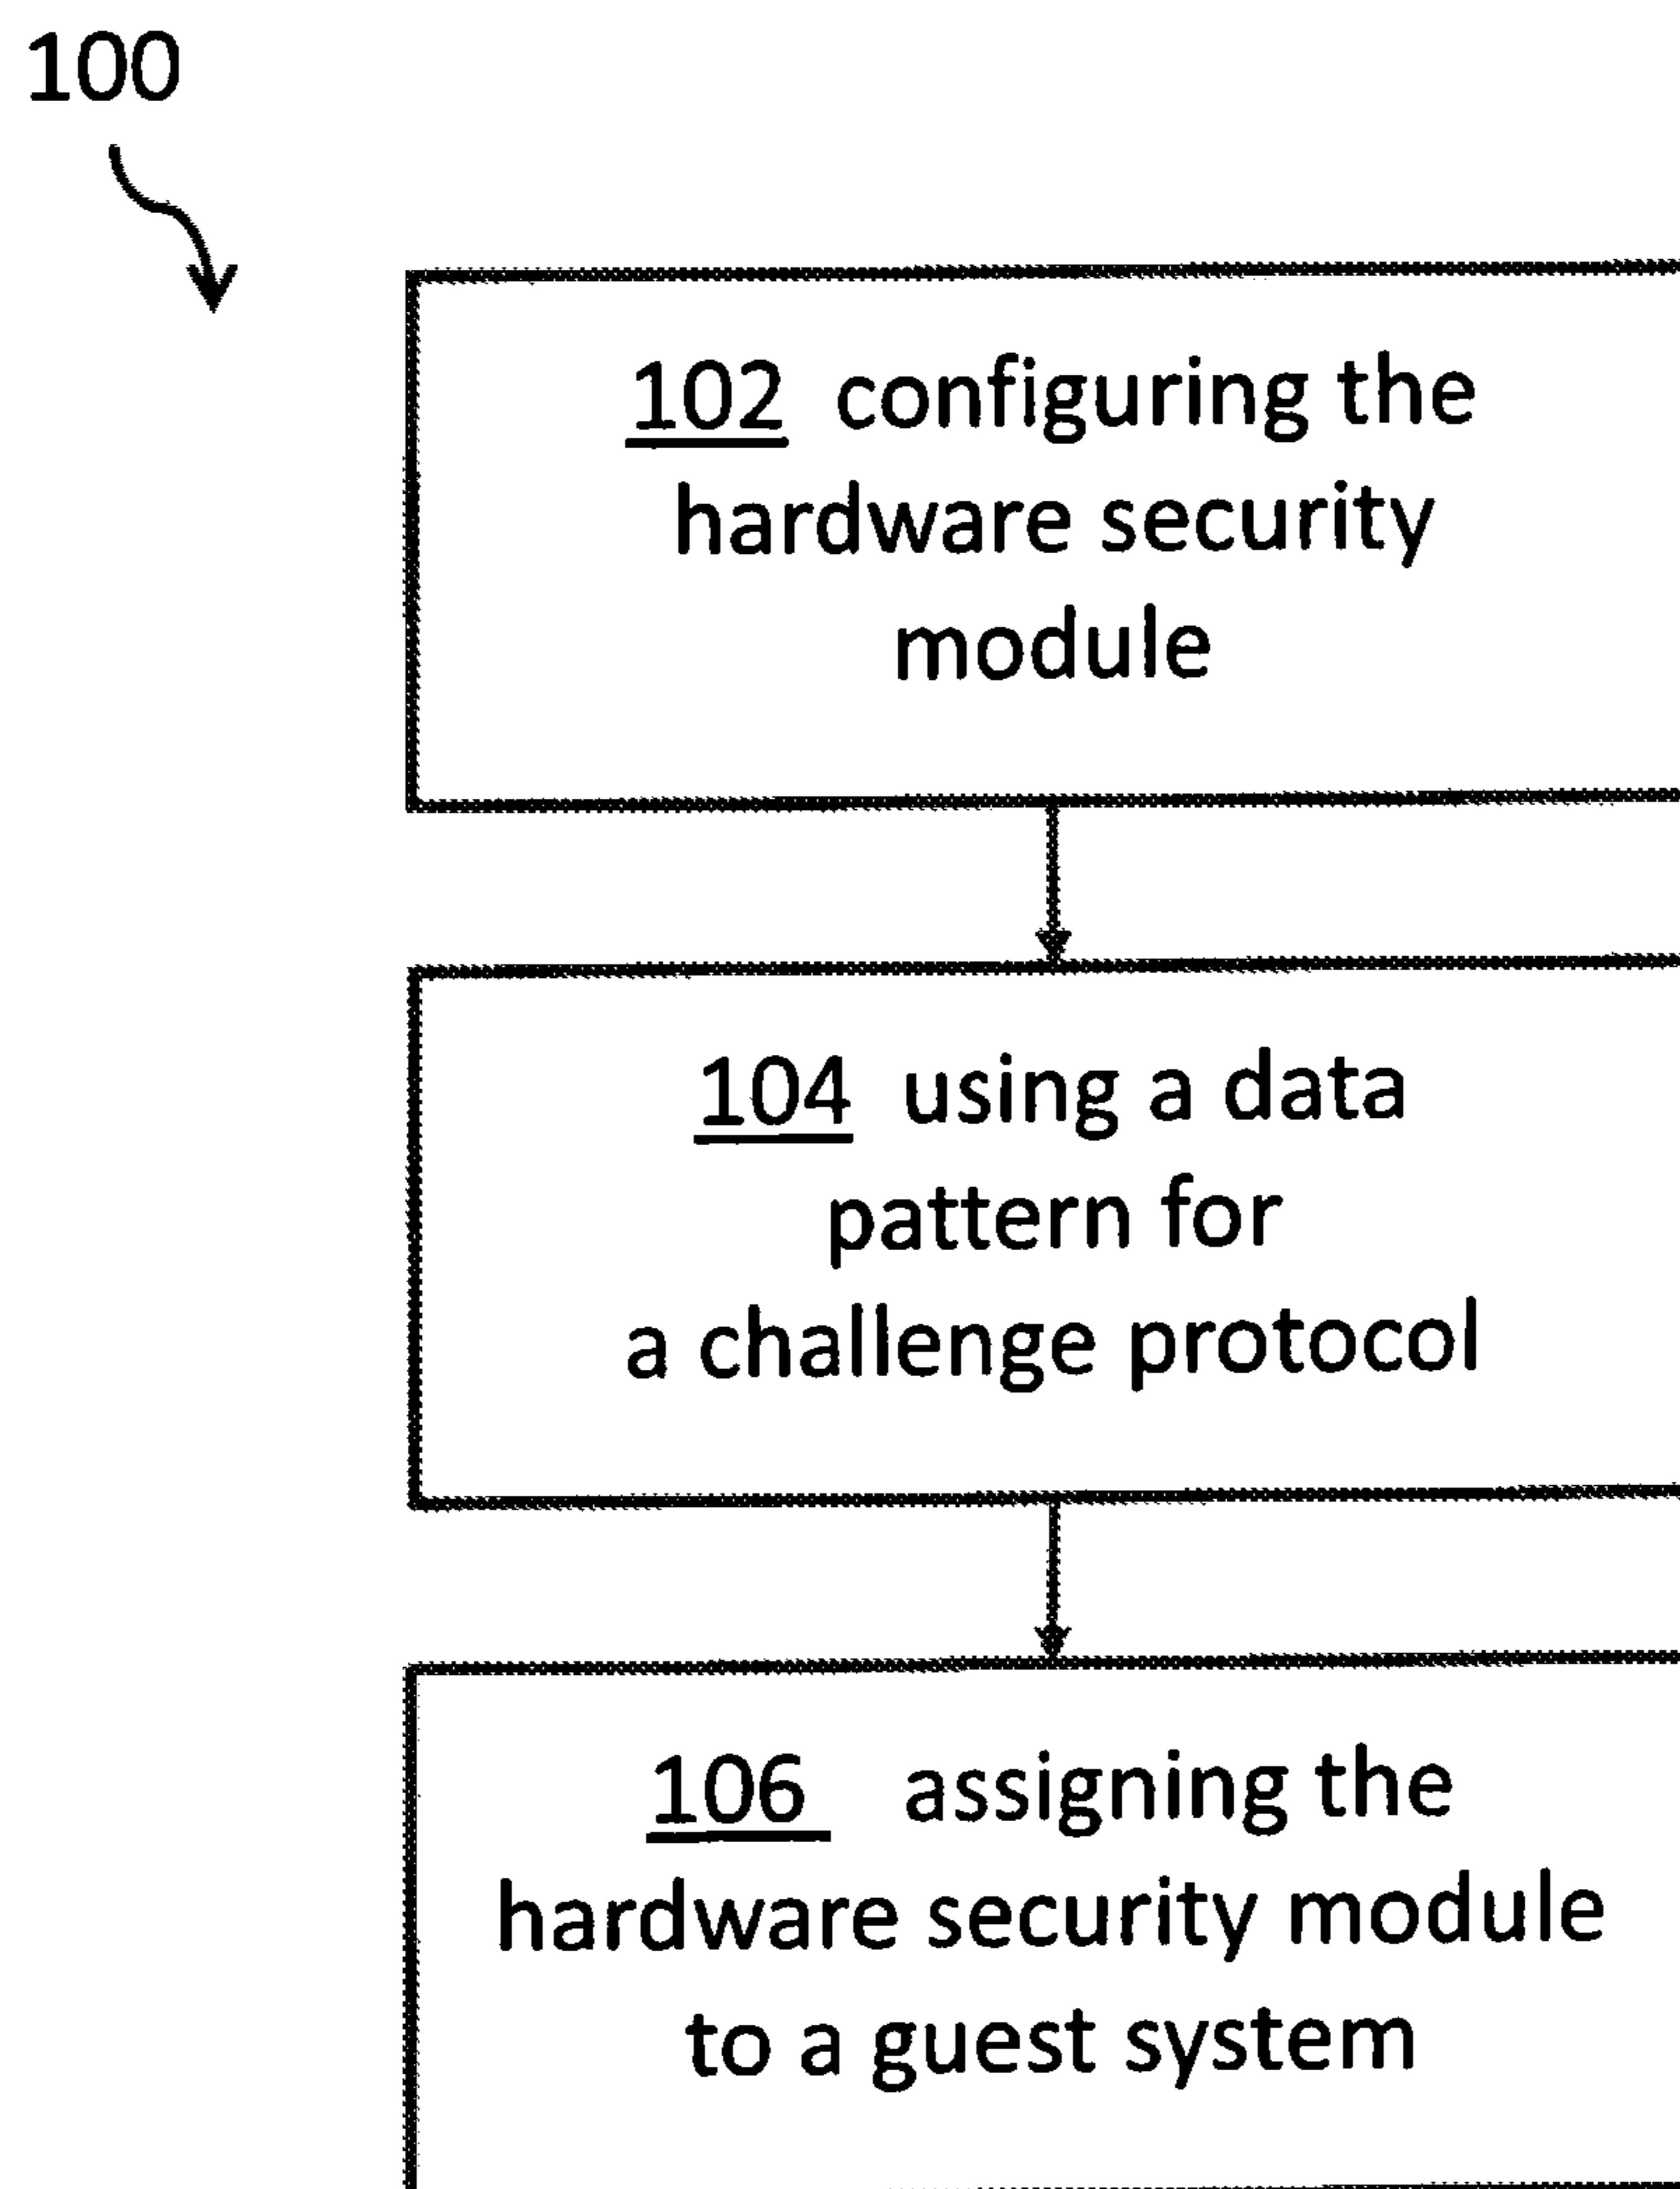 100
102 configuring the
hardware security
module
104 using a data
pattern for
a challenge protocol
106 assigning the
hardware security module
to a guest system